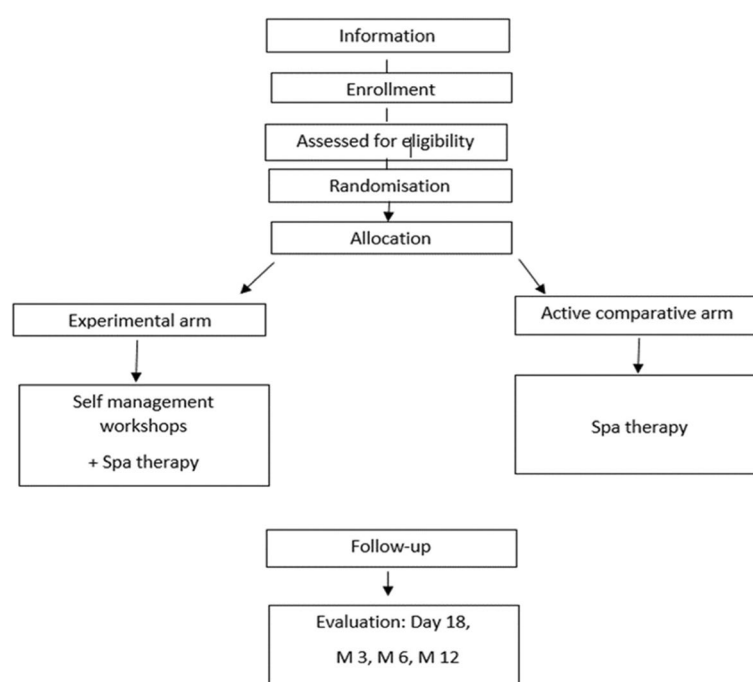 Information
Enrollment
Assessed for eligibility
Randomisation
Allocation
Experimental arm
Active comparative arm
Self management
workshops
+ Spa therapy
Spa therapy
Follow-up
Evaluation: Day 18,
M 3, M 6, M 12